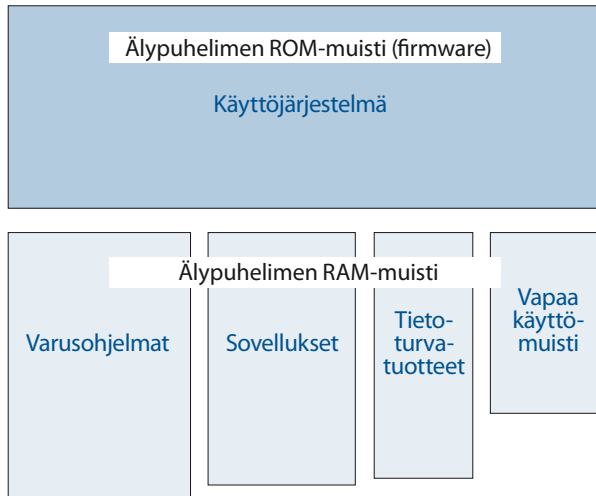 Älypuhelimen ROM-muisti (firmware)
Käyttöjärjestelmä
Älypuhelimen RAM-muisti
Varusohjelmat
Sovellukset
Tieto-
turva-
tuotteet
Vapaa
käyttö-
muisti